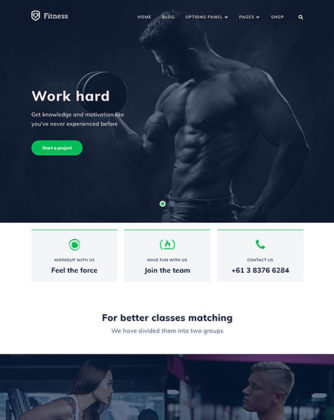 Fitness
HOME BLOG OPTIONS PANEL PAGES SHOP
Work hard
Get knowledge and motivation like
you've never experienced before
Start a project
WORKOUT WITH US
Feel the force
HAVE FUN WITH US
Join the team
CONTACT US
+61 3 8376 6284
For better classes matching
We have divided them into two groups